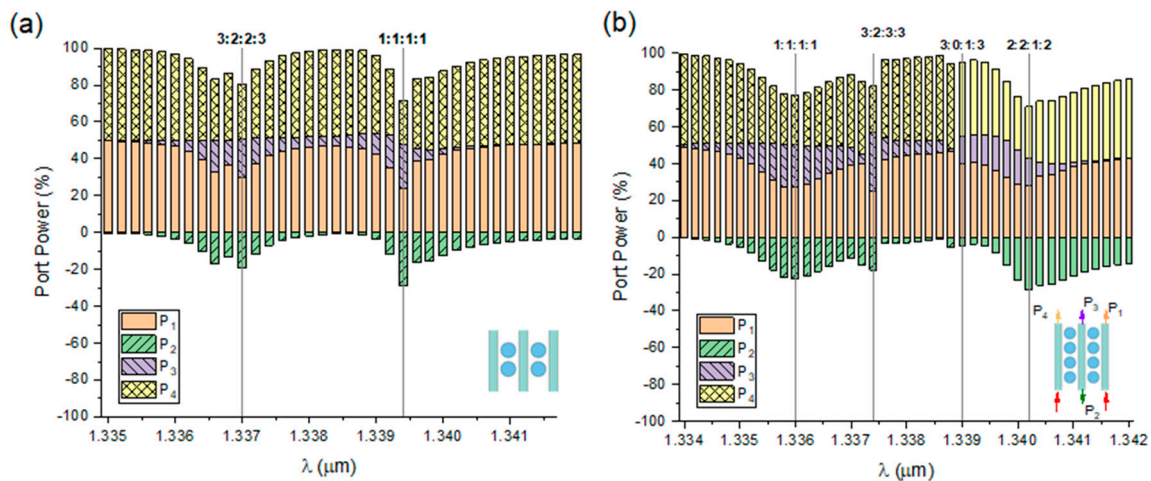 (a)
3:2:2:3
1:1:1:1
100
80
60
40
20
0
-20
-40
-60
-80
-100
Port Power (%)
P1
P2
P3
P4
1.335
1.336
1.337
1.338
1.339
1.340
1.341
λ (μm)
(b)
1:1:1:1
3:2:3:3
3:0:1:3
2:2:1:2
100
80
60
40
20
0
-20
-40
-60
-80
-100
Port Power (%)
P1
P2
P3
P4
P4
P3
P1
P2
1.334
1.335
1.336
1.337
1.338
1.339
1.340
1.341
1.342
λ (μm)